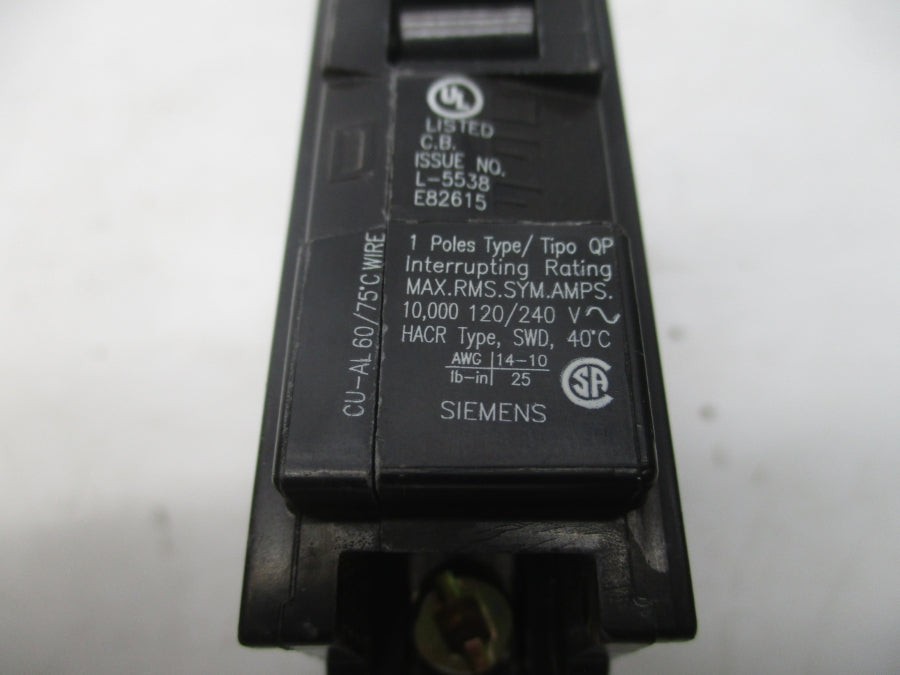 UL
LISTED
C.B.
ISSUE NO.
L-5538
E82615
CU-AL 60/75°C WIRE
1 Poles Type/ Tipo QP
Interrupting Rating
MAX.RMS.SYM.AMPS.
10,000 120/240 V~
HACR Type, SWD, 40°C
AWG 14-10
lb-in 25
SA
SIEMENS